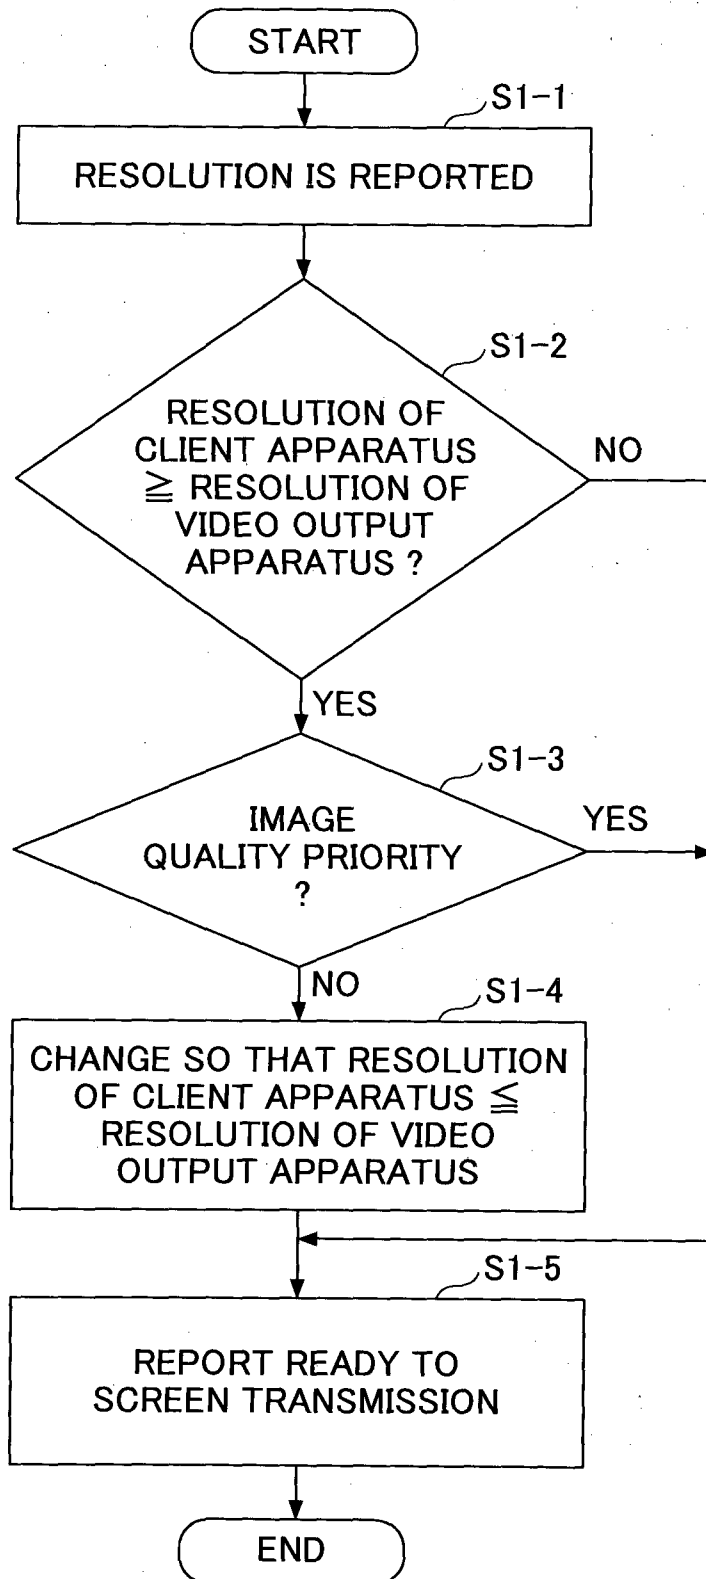 START
S1-1
RESOLUTION IS REPORTED
S1-2
RESOLUTION OF
CLIENT APPARATUS
≧ RESOLUTION OF
VIDEO OUTPUT
APPARATUS ?
NO
YES
S1-3
IMAGE
QUALITY PRIORITY
?
YES
NO
S1-4
CHANGE SO THAT RESOLUTION
OF CLIENT APPARATUS ≦
RESOLUTION OF VIDEO
OUTPUT APPARATUS
S1-5
REPORT READY TO
SCREEN TRANSMISSION
END